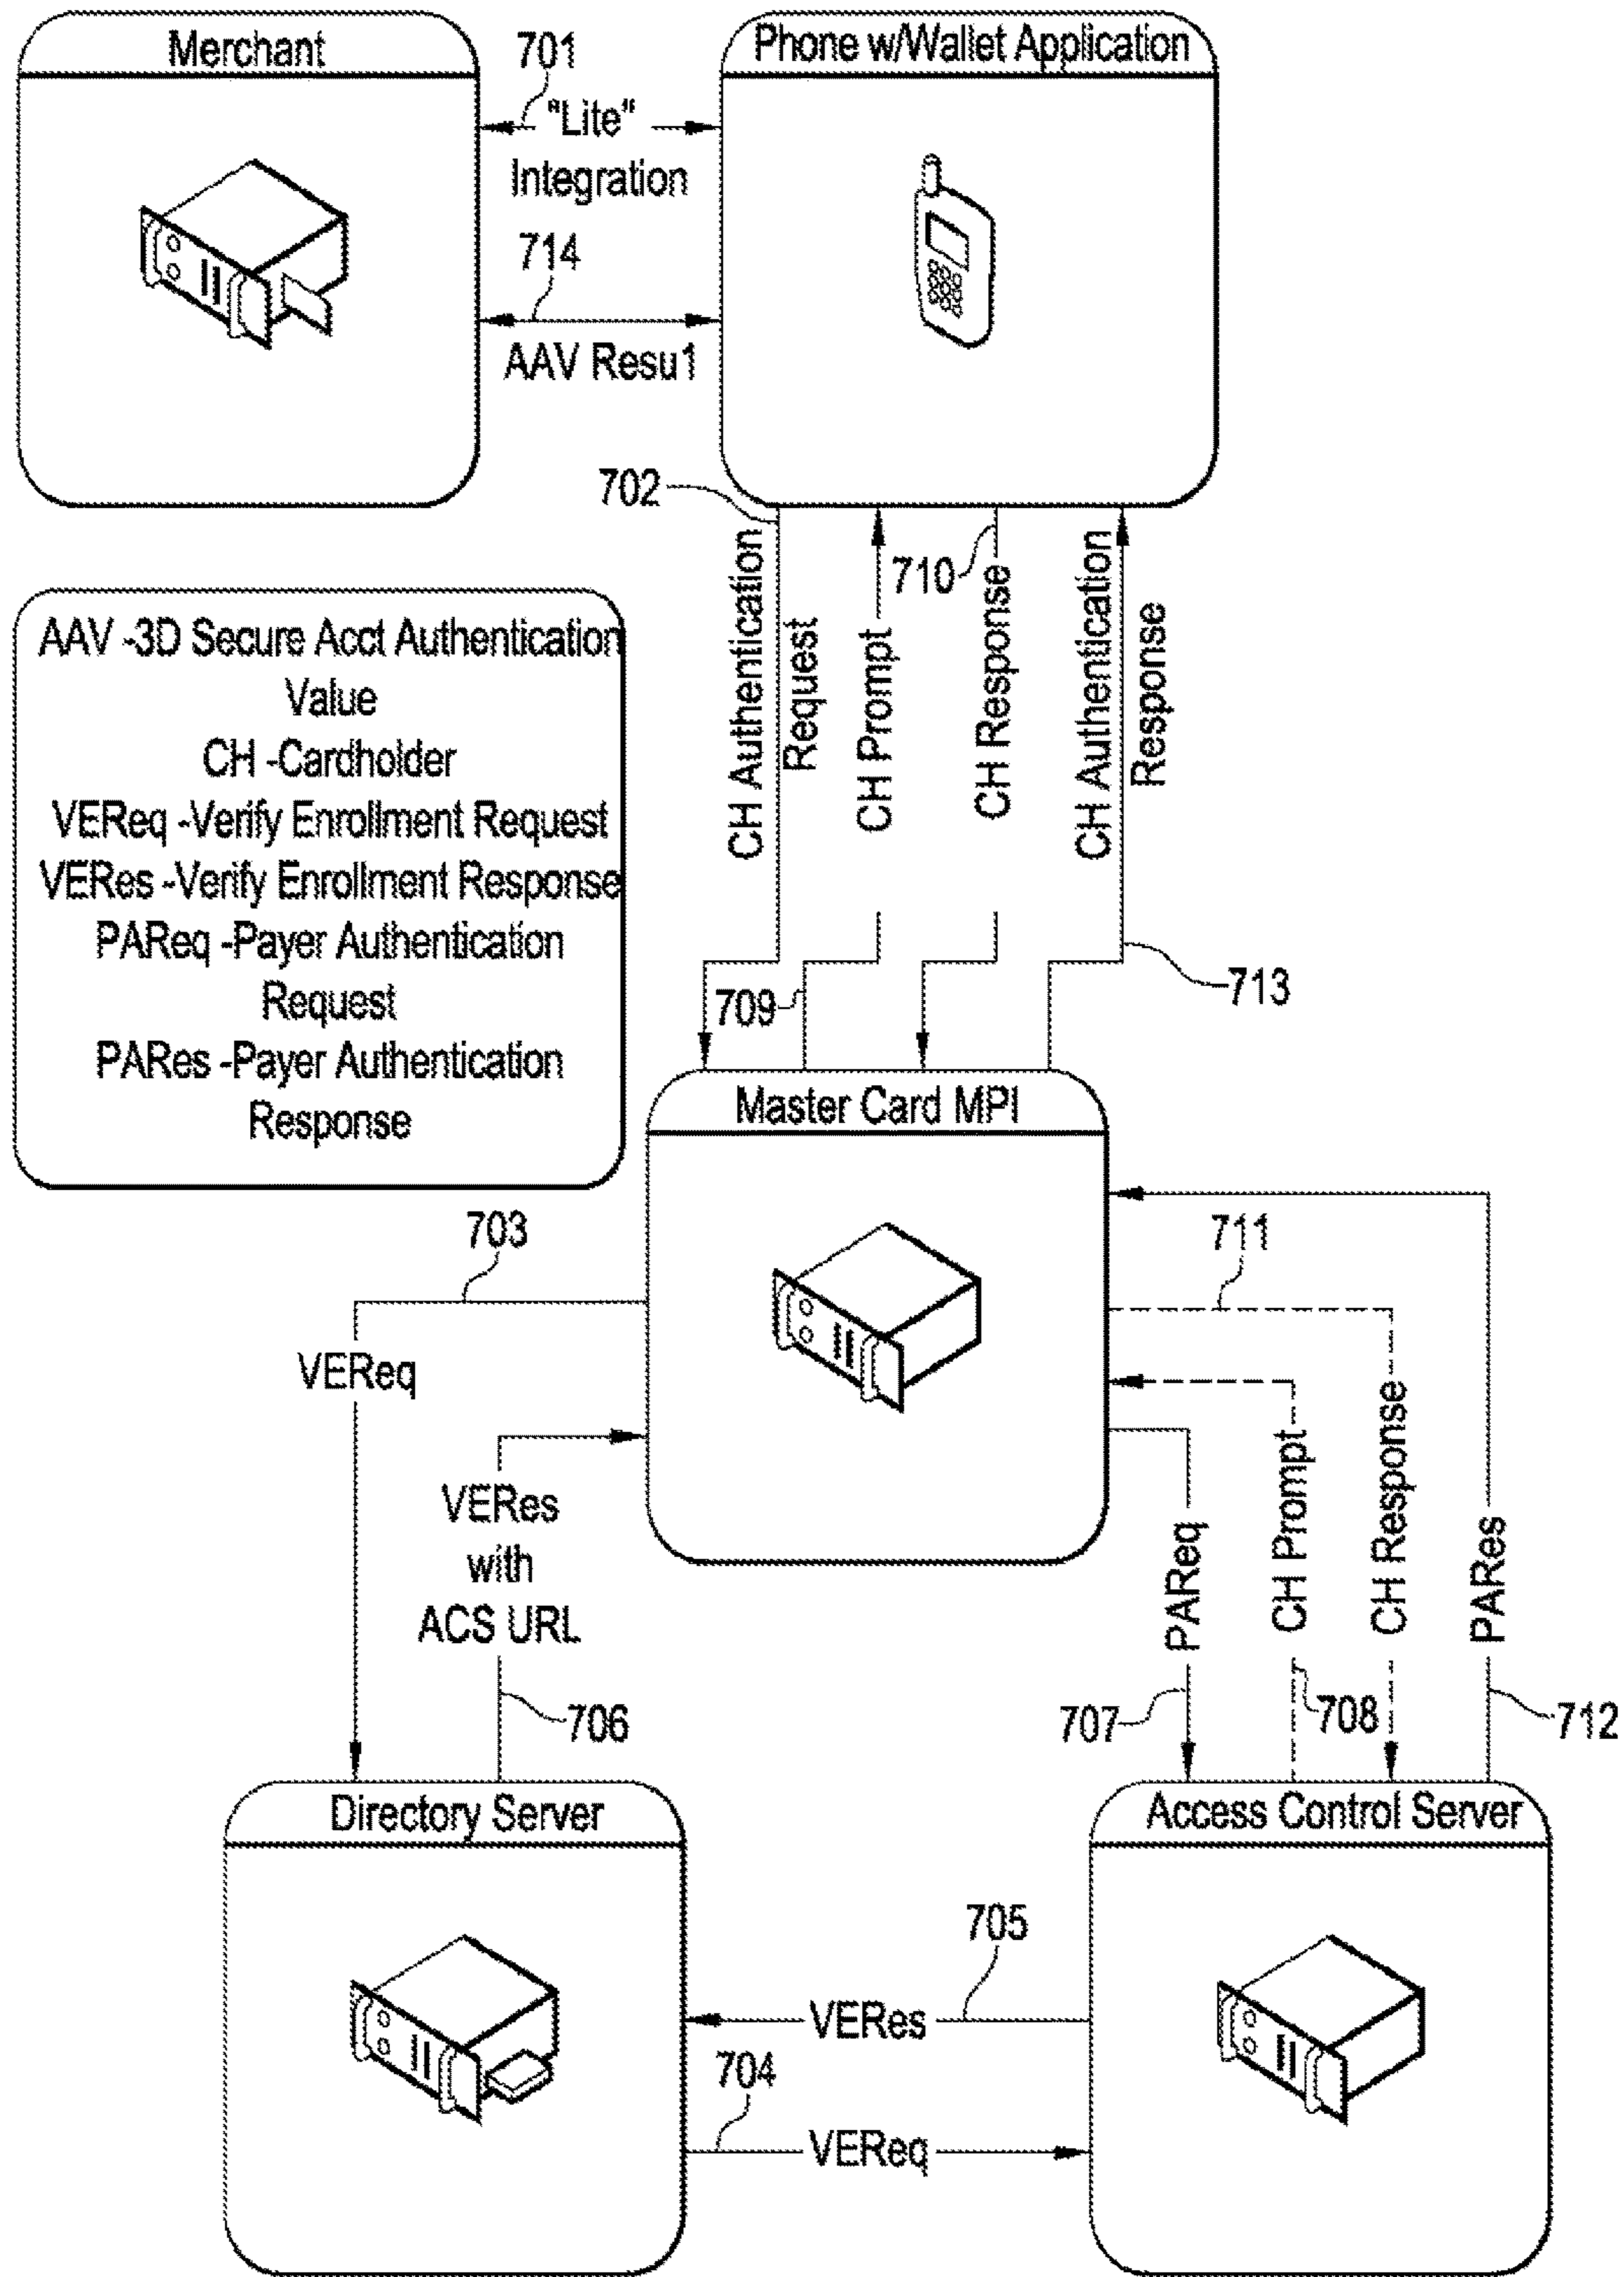 Merchant
701
"Lite"
Integration
714
AAV Resu1
Phone w/Wallet Application
702
CH Authentication
Request
CH Prompt
710
CH Response
CH Authentication
Response
709
713
AAV -3D Secure Acct Authentication
Value
CH -Cardholder
VEReq -Verify Enrollment Request
VERes -Verify Enrollment Response
PAReq -Payer Authentication
Request
PARes -Payer Authentication
Response
Master Card MPI
703
VEReq
VERes
with
ACS URL
706
711
PAReq
CH Prompt
CH Response
PARes
707
708
712
Directory Server
Access Control Server
705
VERes
704
VEReq